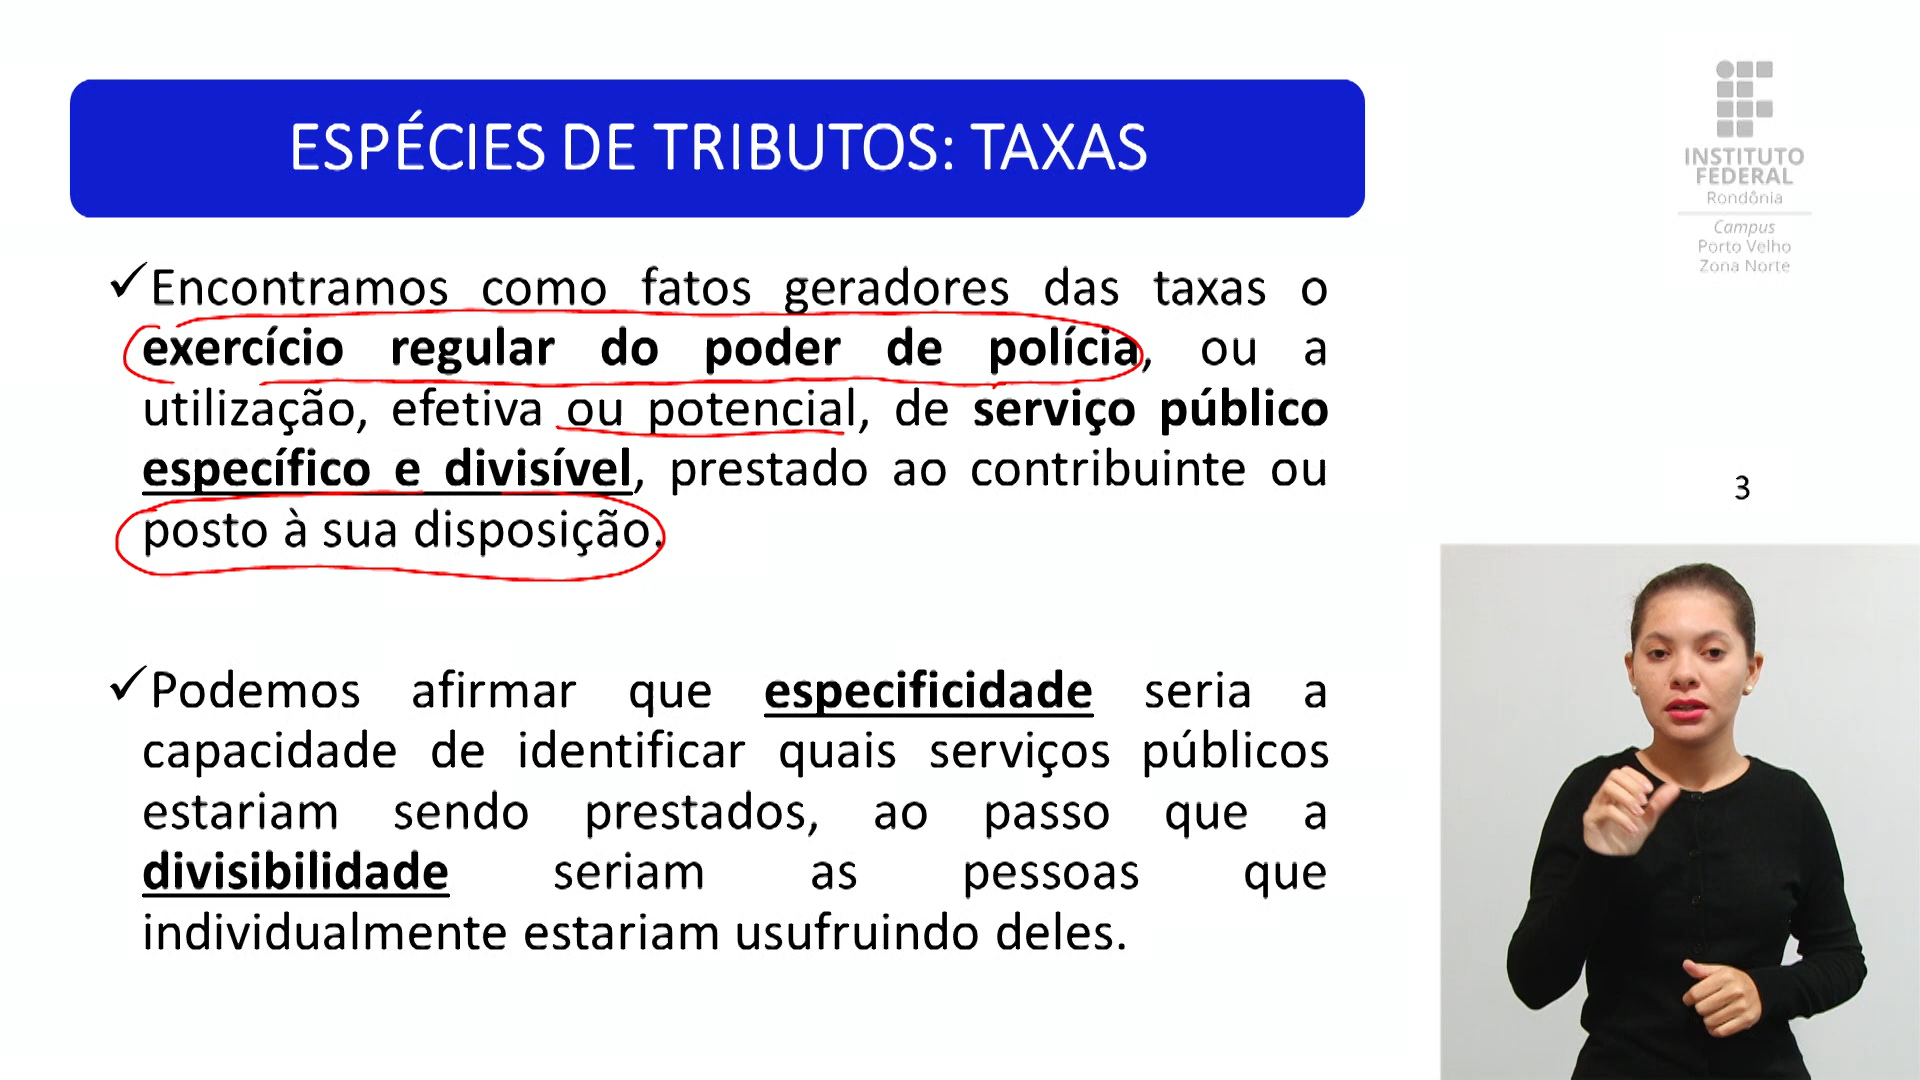 ESPÉCIES DE TRIBUTOS: TAXAS
✓Encontramos como fatos geradores das taxas o
exercício regular do poder de polícia, ou a
utilização, efetiva ou potencial, de serviço público
específico e divisível, prestado ao contribuinte ou
posto à sua disposição.
✓Podemos afirmar que especificidade seria a
capacidade de identificar quais serviços públicos
estariam sendo prestados, ao passo que a
divisibilidade seriam as pessoas que
individualmente estariam usufruindo deles.
INSTITUTO
FEDERAL
Rondônia
Campus
Porto Velho
Zona Norte
3